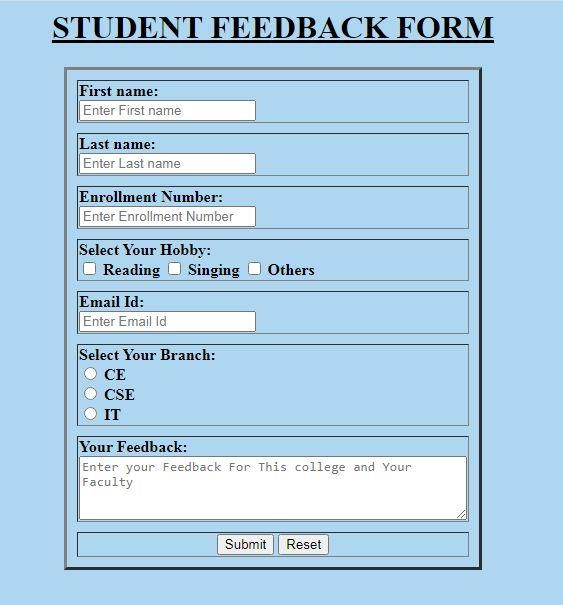 STUDENT FEEDBACK FORM
First name:
Enter First name
Last name:
Enter Last name
Enrollment Number:
Enter Enrollment Number
Select Your Hobby:
Reading Singing Others
Email Id:
Enter Email Id
Select Your Branch:
CE
CSE
IT
Your Feedback:
Enter your Feedback For This college and Your
Faculty
Submit Reset